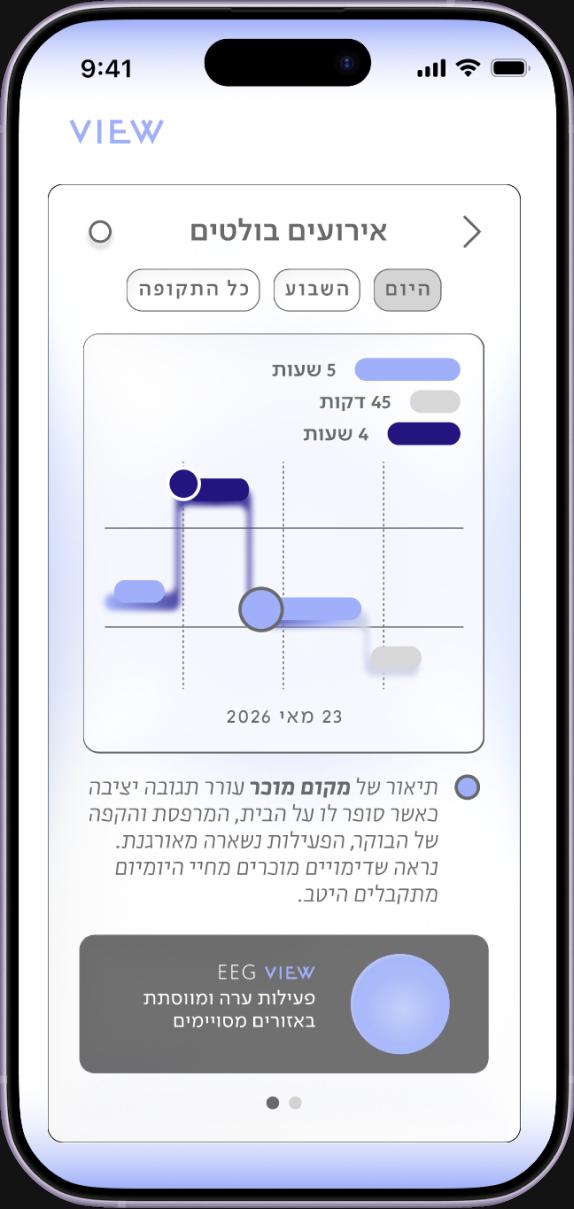 9:41
VIEW
אירועים בולטים
היום
השבוע
כל התקופה
5 שעות
45 דקות
4 שעות
23 מאי 2026
תיאור של מקום מוכר עורר תגובה יציבה
כאשר סופר לו על הבית, המרפסת והקפה
של הבוקר, הפעילות נשארה מאורגנת.
נראה שדימויים מוכרים מחיי היומיום
מתקבלים היטב.
EEG VIEW
פעילות ערה ומווסתת
באזורים מסויימים